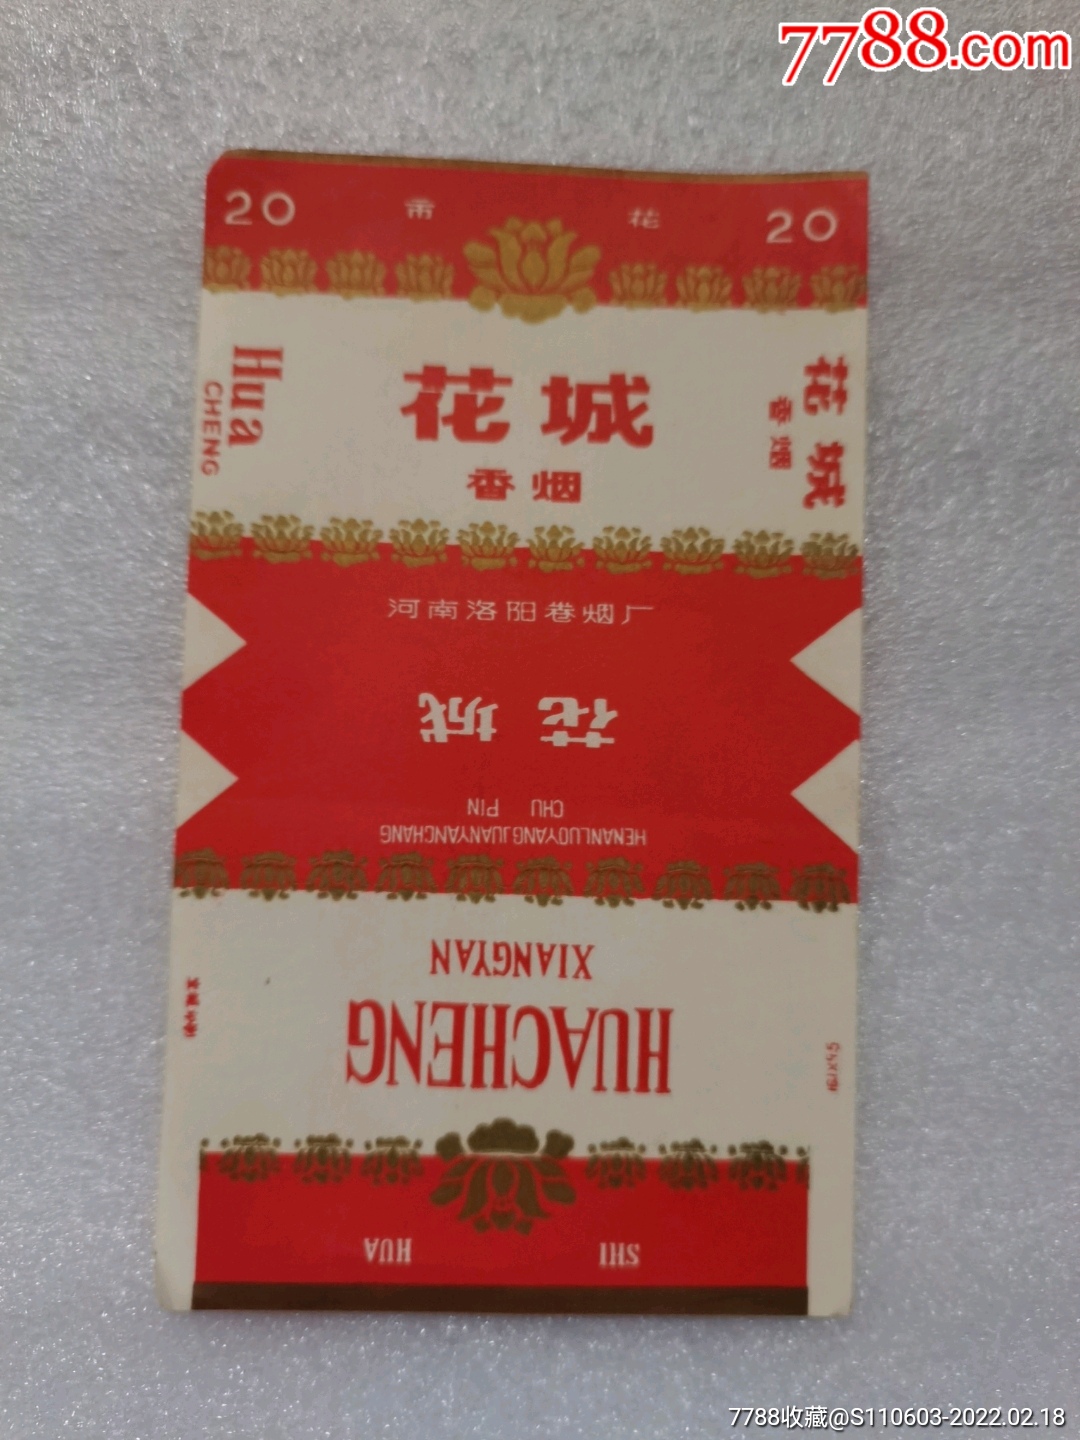 7788.com
20 市 花 20
Hua
CHENG
花城
香烟
花城
香烟
河南洛阳卷烟厂
花城
CHU PIN
HENANLUOYANGJUANYANCHANG
XIANGYAN
HUACHENG
SHI HUA
7788收藏@S110603-2022.02.18